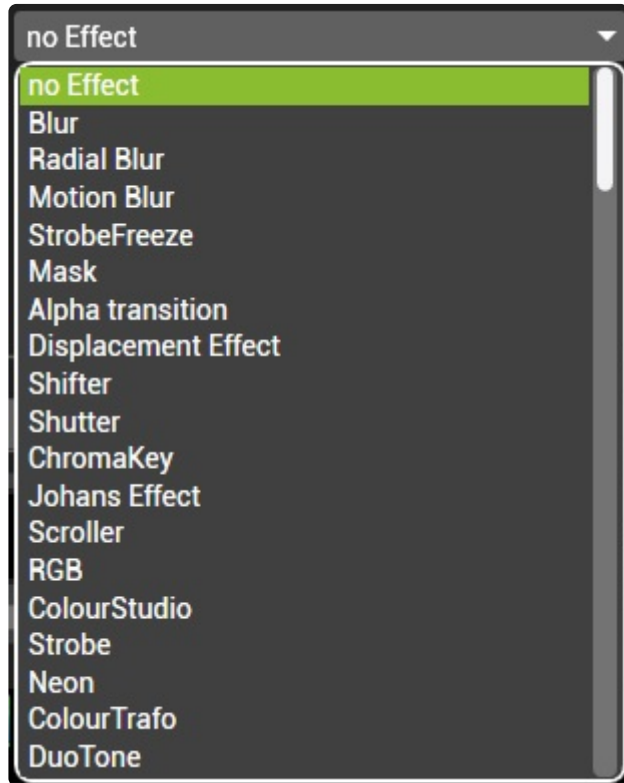 no Effect
no Effect
Blur
Radial Blur
Motion Blur
StrobeFreeze
Mask
Alpha transition
Displacement Effect
Shifter
Shutter
ChromaKey
Johans Effect
Scroller
RGB
ColourStudio
Strobe
Neon
ColourTrafo
DuoTone